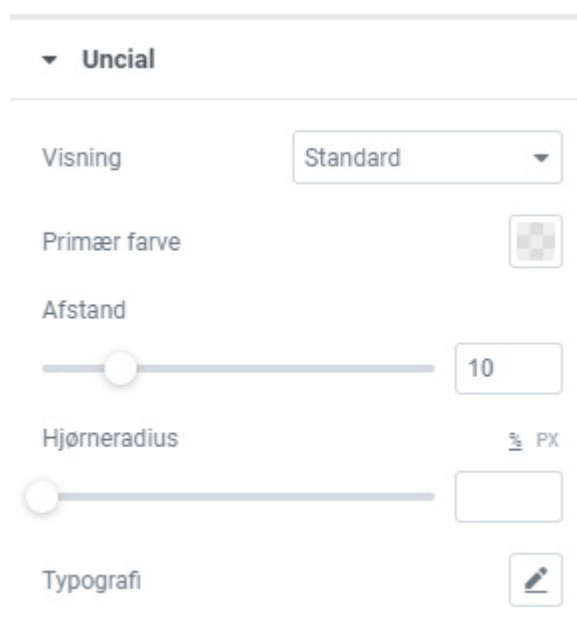 Uncial
Visning Standard
Primær farve
Afstand
10
Hjørneradius % PX
Typografi